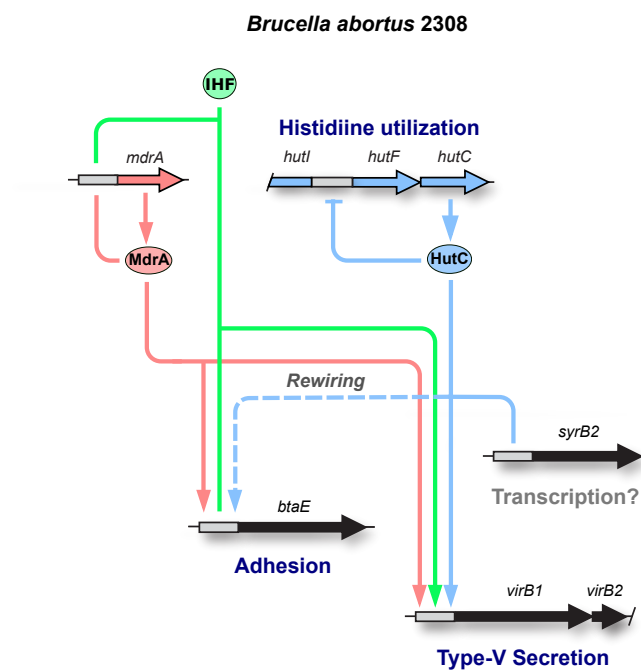 Brucella abortus 2308
IHF
Histidiine utilization
mdrA
hutI hutF hutC
MdrA
HutC
Rewiring
syrB2
Transcription?
btaE
Adhesion
virB1 virB2
Type-V Secretion